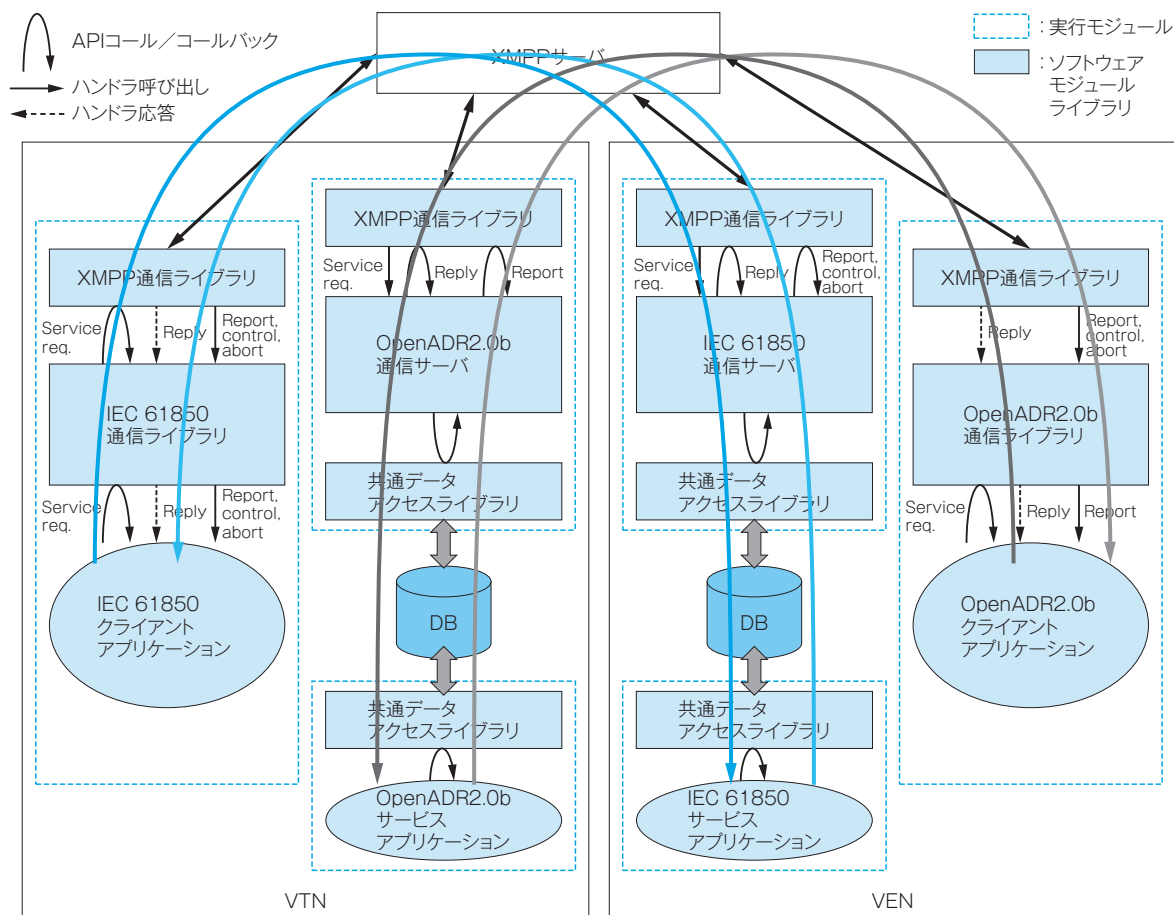 APIコール／コールバック
ハンドラ呼び出し
ハンドラ応答
XMPPサーバ
：実行モジュール
：ソフトウェア
モジュール
ライブラリ
XMPP通信ライブラリ
Service
req.
Reply
Report,
control,
abort
IEC 61850
通信ライブラリ
Service
req.
Reply
Report,
control,
abort
IEC 61850
クライアント
アプリケーション
XMPP通信ライブラリ
Service
req.
Reply
Report
OpenADR2.0b
通信サーバ
共通データ
アクセスライブラリ
DB
共通データ
アクセスライブラリ
OpenADR2.0b
サービス
アプリケーション
VTN
XMPP通信ライブラリ
Service
req.
Reply
Report,
control,
abort
IEC 61850
通信サーバ
共通データ
アクセスライブラリ
DB
共通データ
アクセスライブラリ
IEC 61850
サービス
アプリケーション
XMPP通信ライブラリ
Reply
Report,
control,
abort
OpenADR2.0b
通信ライブラリ
Service
req.
Reply
Report
OpenADR2.0b
クライアント
アプリケーション
VEN